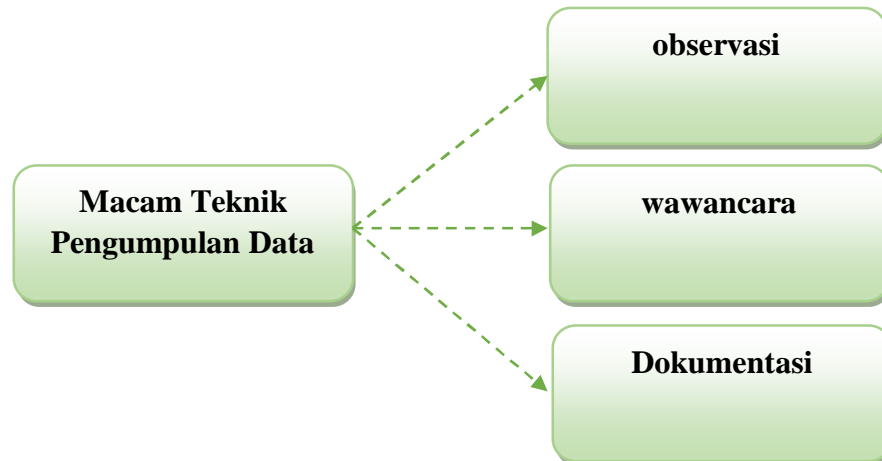 observasi
Macam Teknik
Pengumpulan Data
wawancara
Dokumentasi